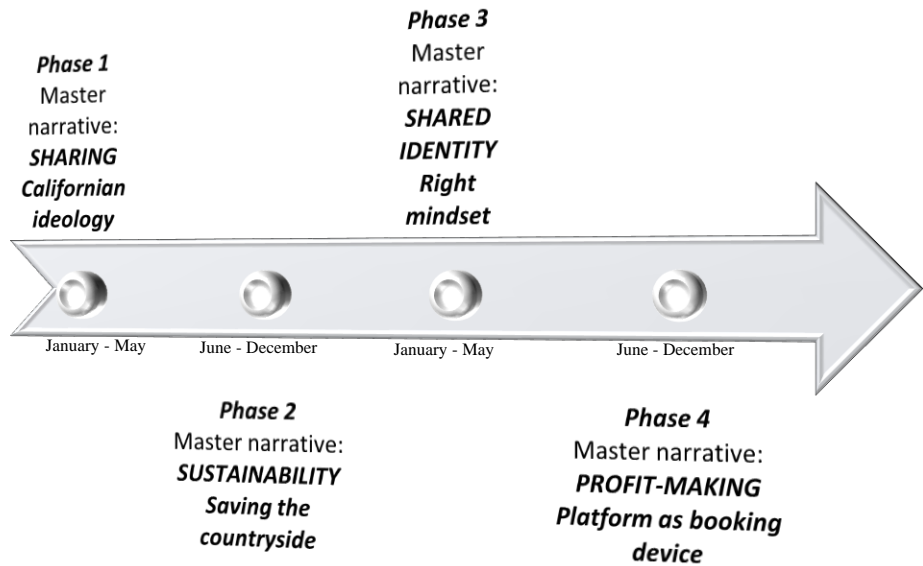 Phase 1
Master
narrative:
SHARING
Californian
ideology
Phase 3
Master
narrative:
SHARED
IDENTITY
Right
mindset
January - May
June - December
January - May
June - December
Phase 2
Master narrative:
SUSTAINABILITY
Saving the
countryside
Phase 4
Master narrative:
PROFIT-MAKING
Platform as booking
device